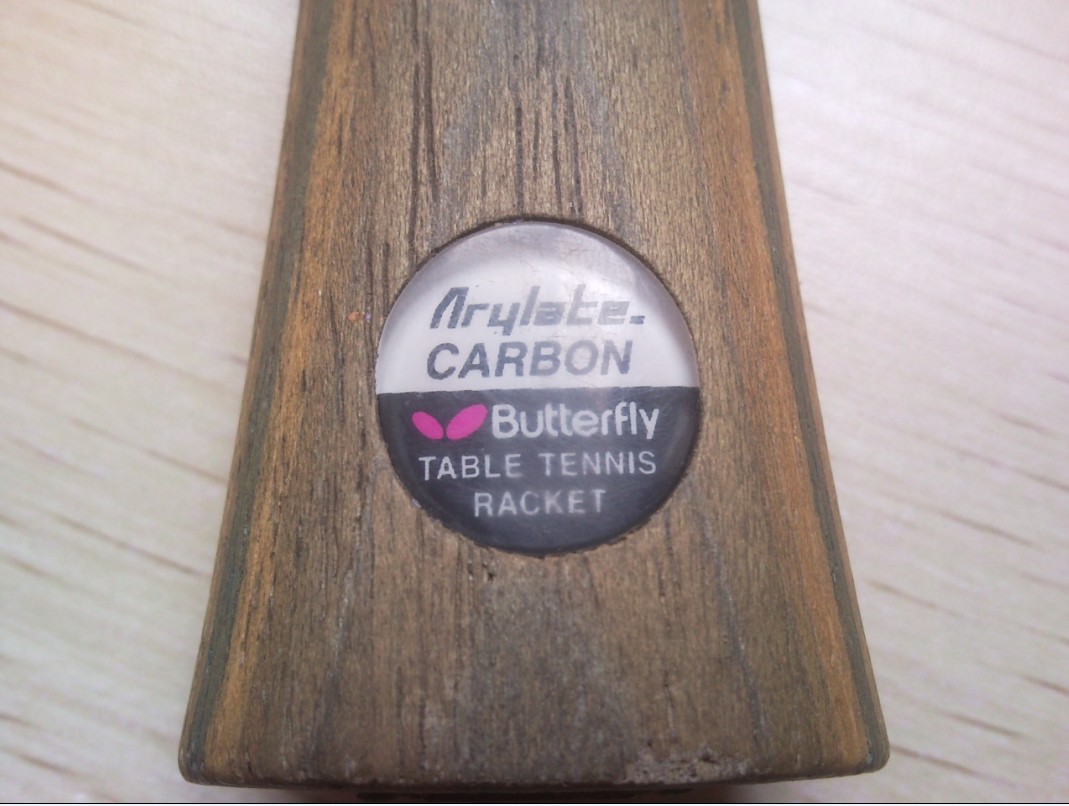 Arylate-
CARBON
Butterfly
TABLE TENNIS
RACKET